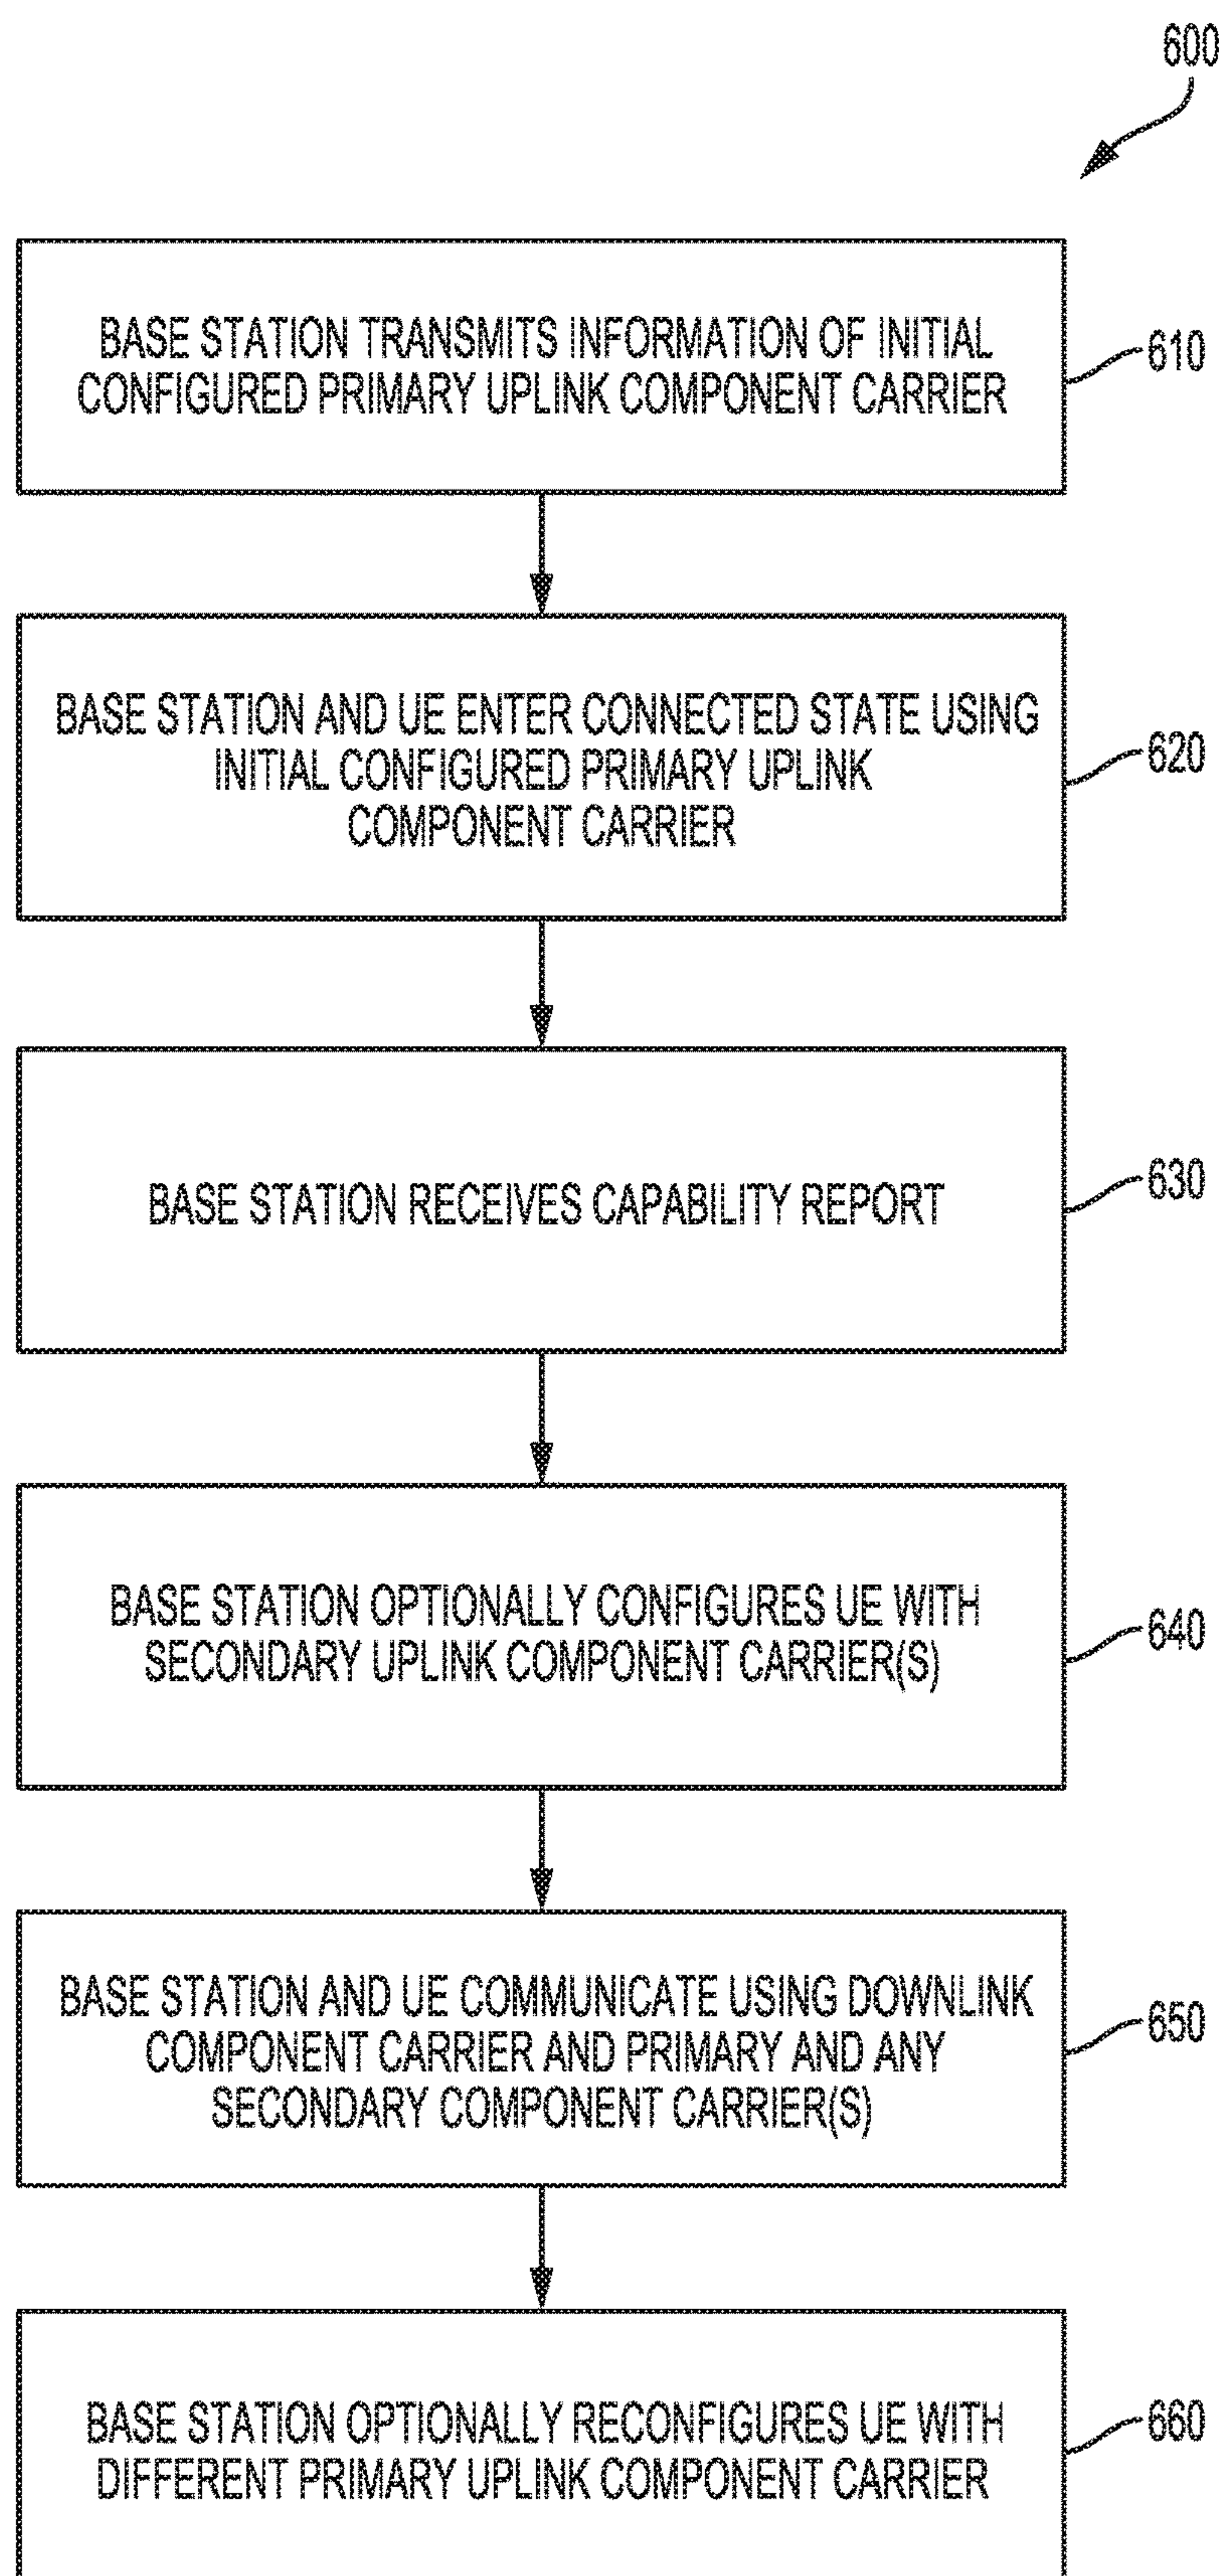 600
BASE STATION TRANSMITS INFORMATION OF INITIAL
CONFIGURED PRIMARY UPLINK COMPONENT CARRIER
610
BASE STATION AND UE ENTER CONNECTED STATE USING
INITIAL CONFIGURED PRIMARY UPLINK
COMPONENT CARRIER
620
BASE STATION RECEIVES CAPABILITY REPORT
630
BASE STATION OPTIONALLY CONFIGURES UE WITH
SECONDARY UPLINK COMPONENT CARRIER(S)
640
BASE STATION AND UE COMMUNICATE USING DOWNLINK
COMPONENT CARRIER AND PRIMARY AND ANY
SECONDARY COMPONENT CARRIER(S)
650
BASE STATION OPTIONALLY RECONFIGURES UE WITH
DIFFERENT PRIMARY UPLINK COMPONENT CARRIER
660